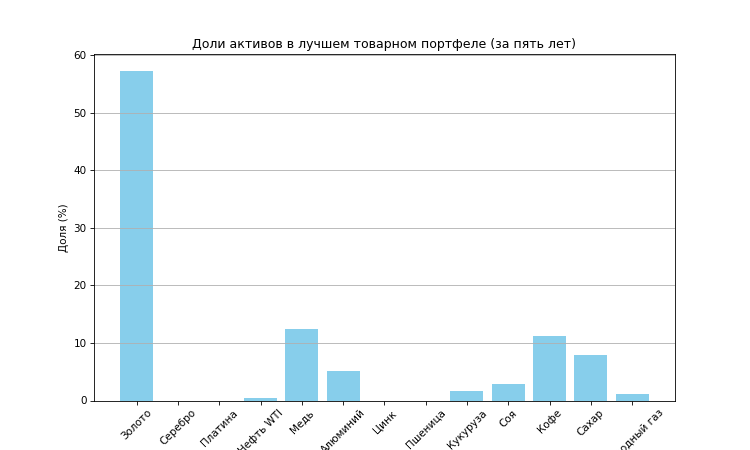 Доли активов в лучшем товарном портфеле (за пять лет)
Доля (%)
60
50
40
30
20
10
0
Золото
Серебро
Платина
Нефть WTI
Медь
Алюминий
Цинк
Пшеница
Кукуруза
Соя
Кофе
Сахар
газ